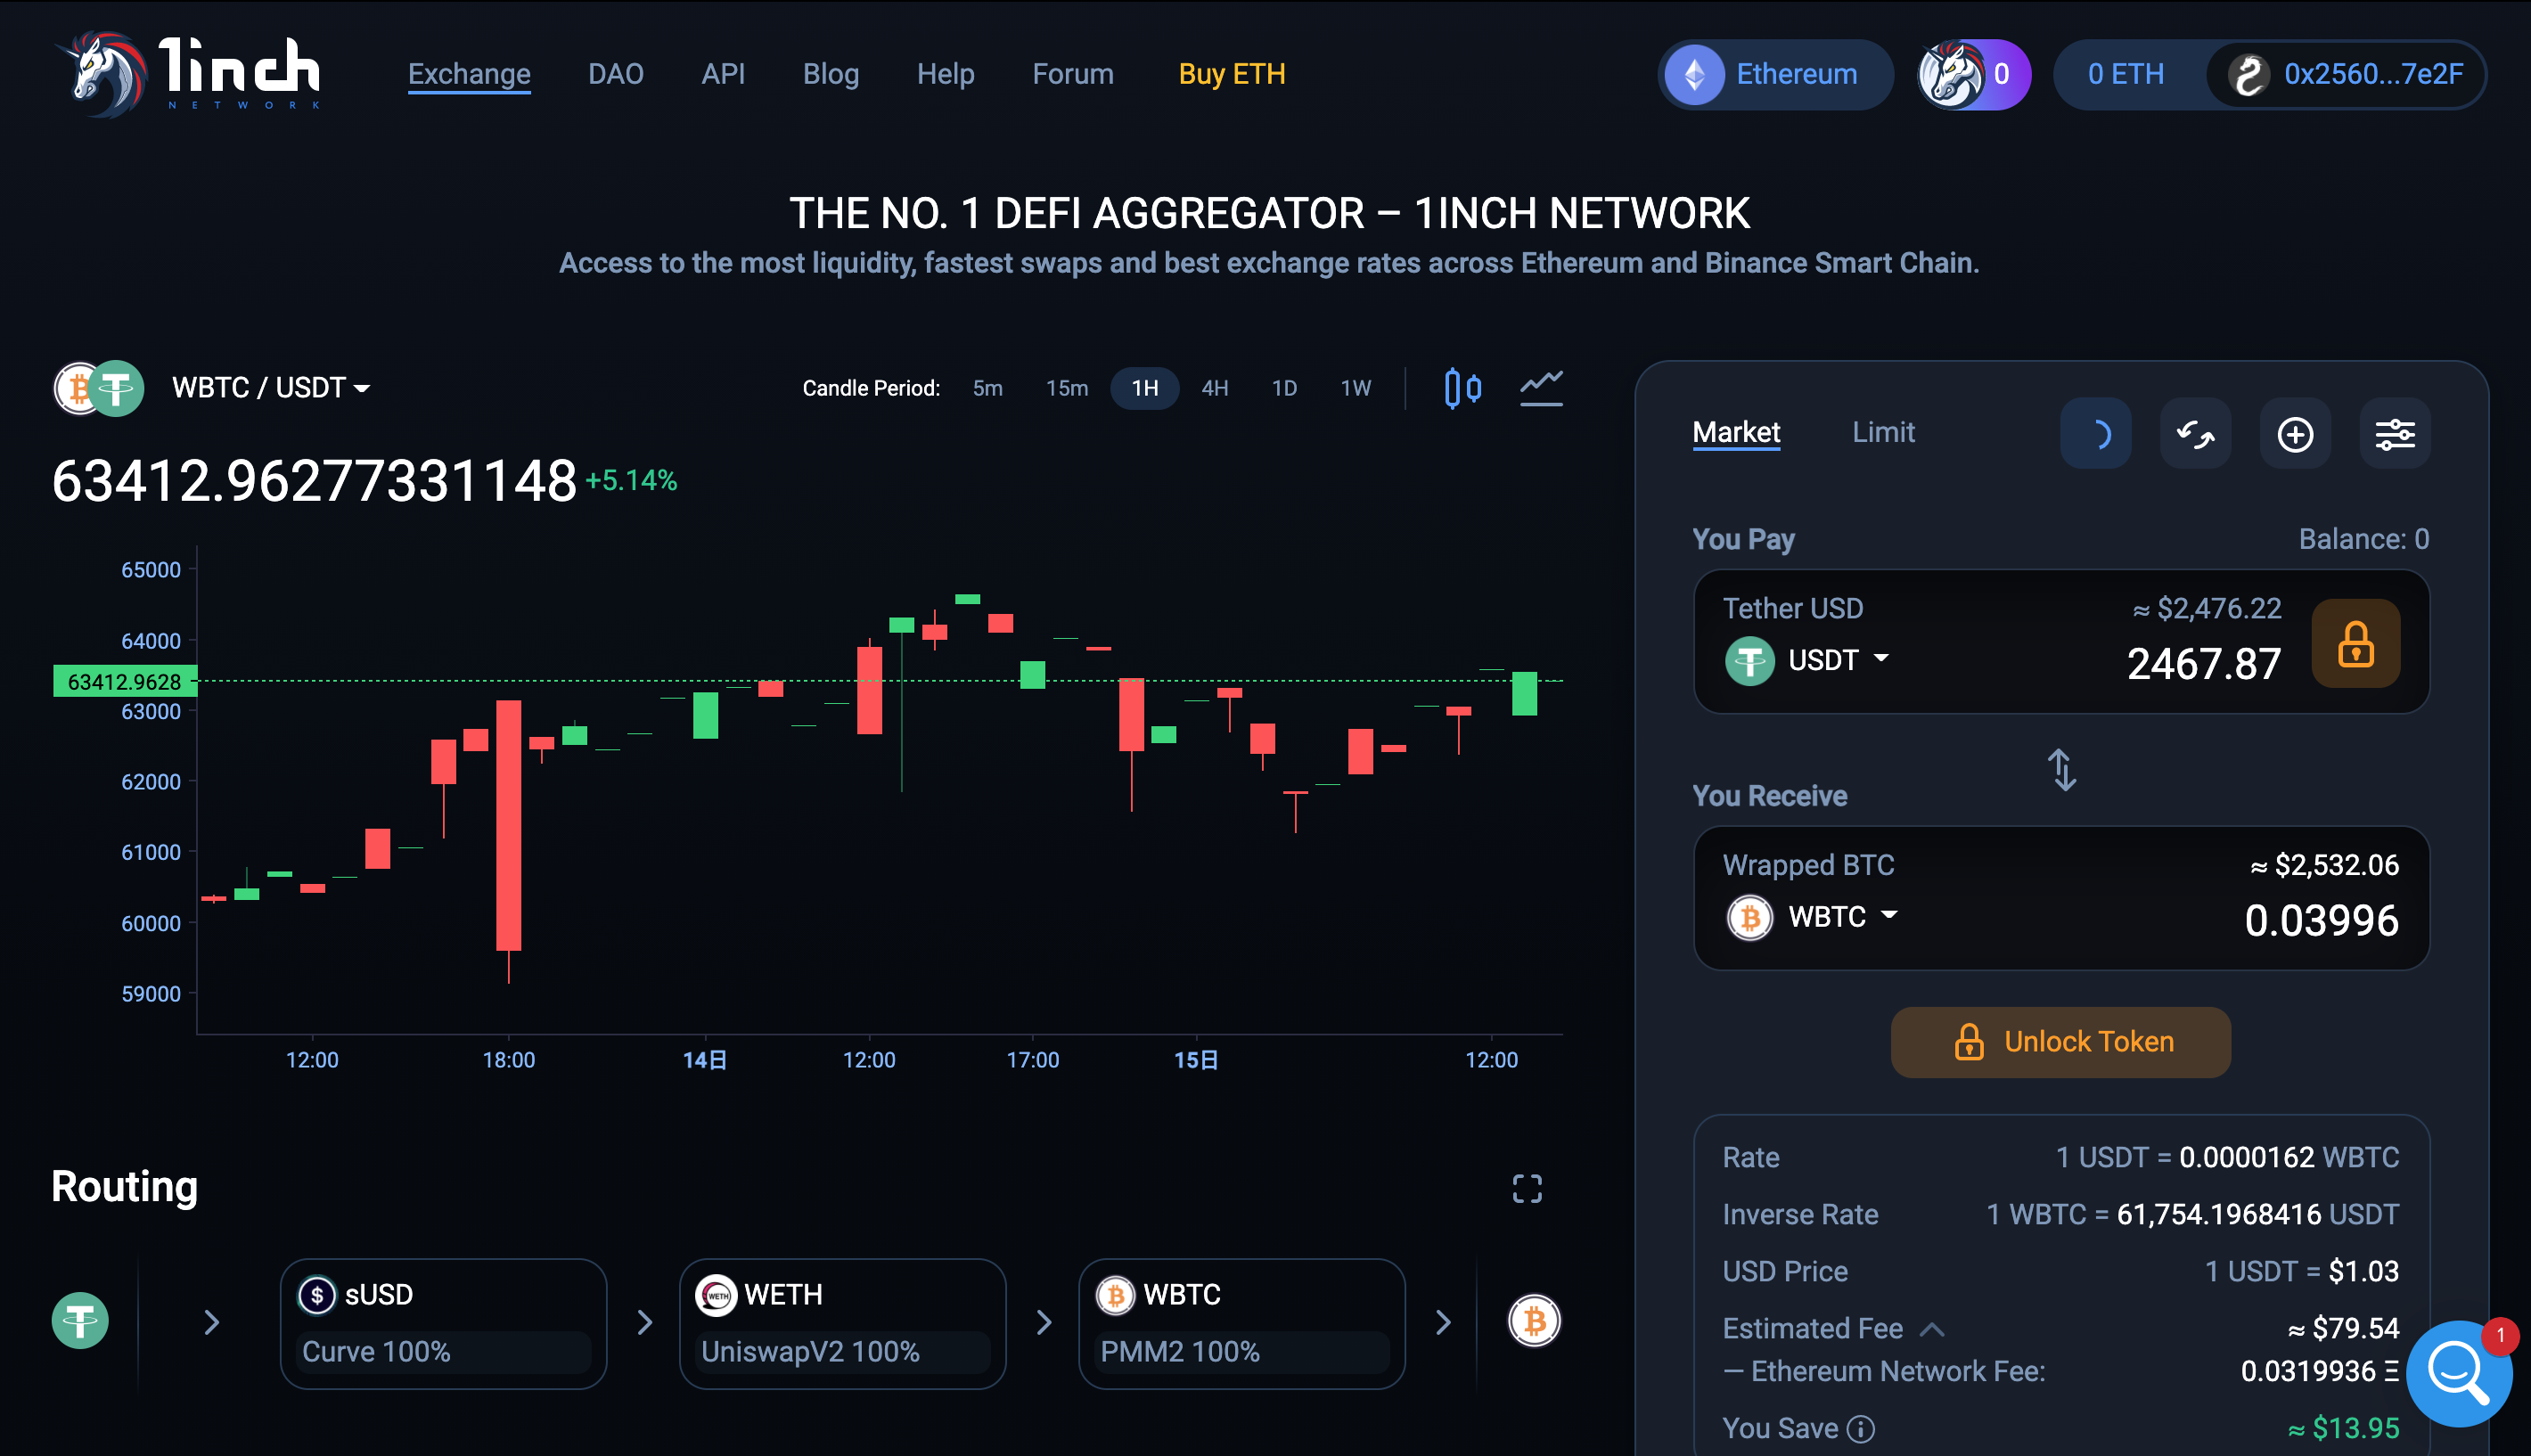 1inch
NETWORK
Exchange
DAO
API
Blog
Help
Forum
Buy ETH
Ethereum
0
0 ETH
0x2560...7e2F
THE NO. 1 DEFI AGGREGATOR – 1INCH NETWORK
Access to the most liquidity, fastest swaps and best exchange rates across Ethereum and Binance Smart Chain.
WBTC / USDT
Candle Period:
5m
15m
1H
4H
1D
1W
63412.96277331148
+5.14%
65000
64000
63412.9628
63000
62000
61000
60000
59000
12:00
18:00
14日
12:00
17:00
15日
12:00
Routing
sUSD
Curve 100%
WETH
WETH
UniswapV2 100%
WBTC
PMM2 100%
Market
Limit
You Pay
Balance: 0
Tether USD
≈ $2,476.22
USDT
2467.87
You Receive
Wrapped BTC
≈ $2,532.06
WBTC
0.03996
Unlock Token
Rate
1 USDT = 0.0000162 WBTC
Inverse Rate
1 WBTC = 61,754.1968416 USDT
USD Price
1 USDT = $1.03
Estimated Fee
≈ $79.54
— Ethereum Network Fee:
0.0319936 Ξ
You Save
≈ $13.95
1